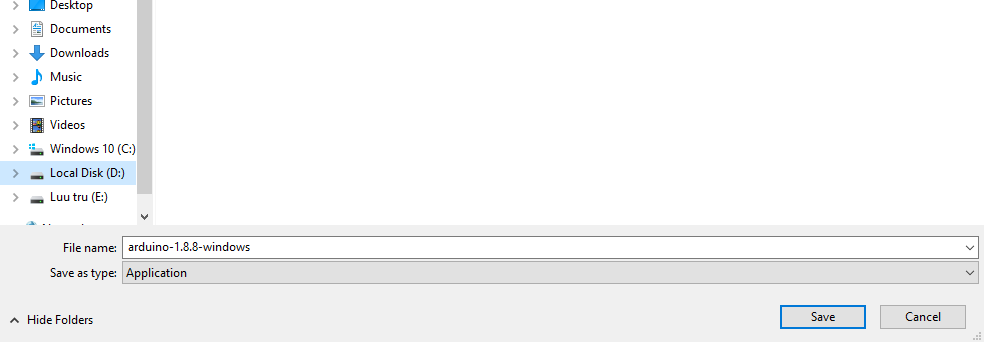 Desktop
Documents
Downloads
Music
Pictures
Videos
Windows 10 (C:)
Local Disk (D:)
Luu tru (E:)
File name: arduino-1.8.8-windows
Save as type: Application
Hide Folders Save Cancel